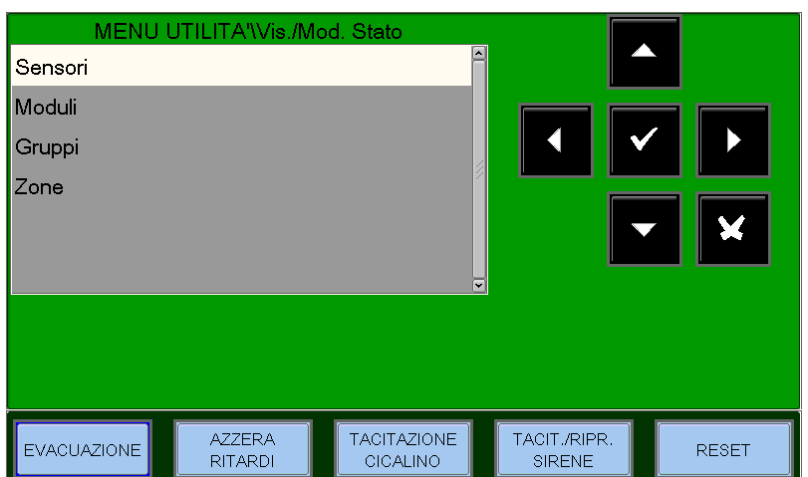 MENU UTILITA'\Vis./Mod. Stato
Sensori
Moduli
Gruppi
Zone
EVACUAZIONE
AZZERA
RITARDI
TACITAZIONE
CICALINO
TACIT./RIPR.
SIRENE
RESET